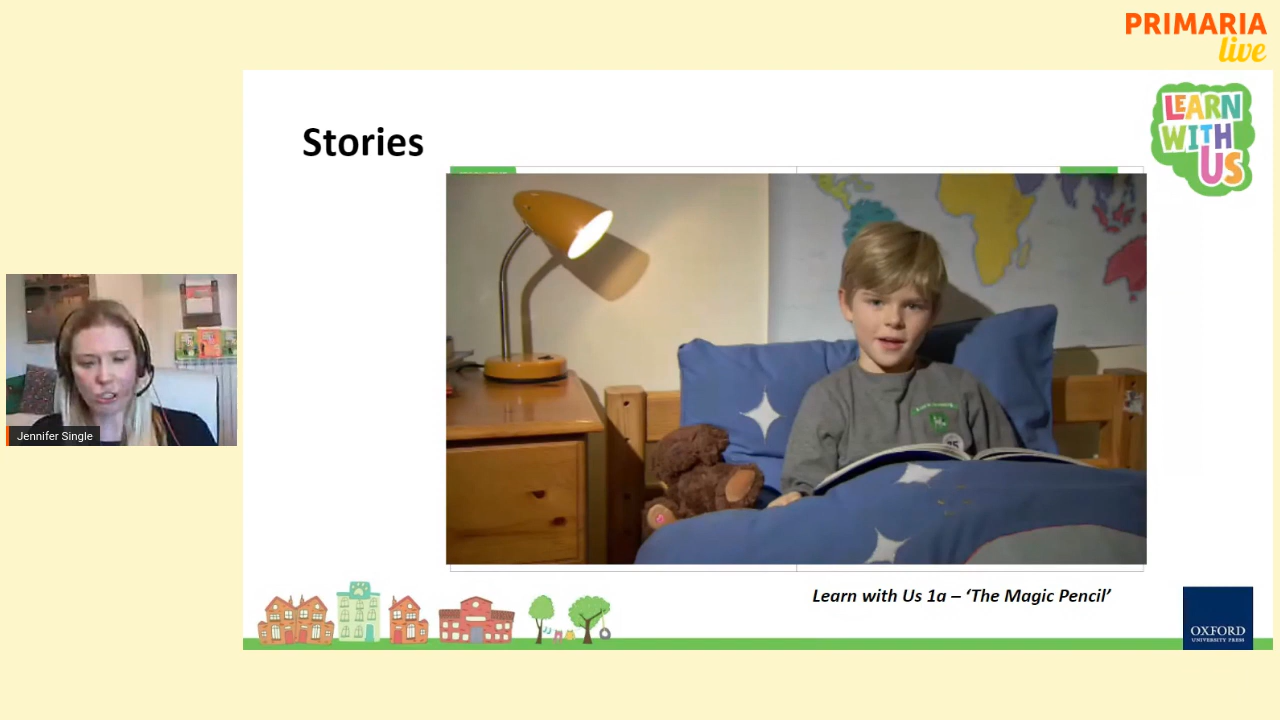 PRIMARIA
live
LEARN
WITH
US
Stories
Jennifer Single
Learn with Us 1a – ‘The Magic Pencil’
OXFORD
UNIVERSITY PRESS